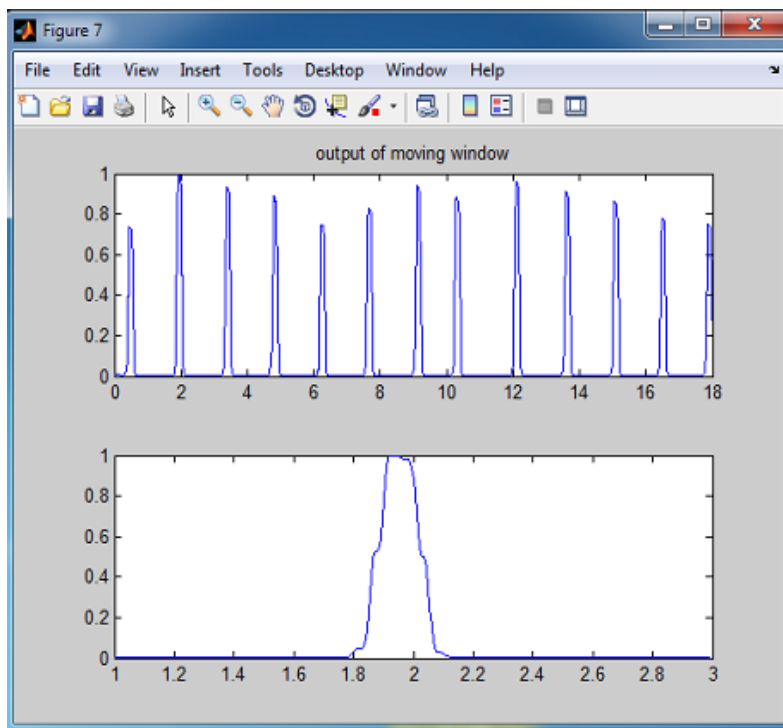 Figure 7
File Edit View Insert Tools Desktop Window Help
output of moving window
1
0.8
0.6
0.4
0.2
0
0 2 4 6 8 10 12 14 16 18
1
0.8
0.6
0.4
0.2
0
1 1.2 1.4 1.6 1.8 2 2.2 2.4 2.6 2.8 3